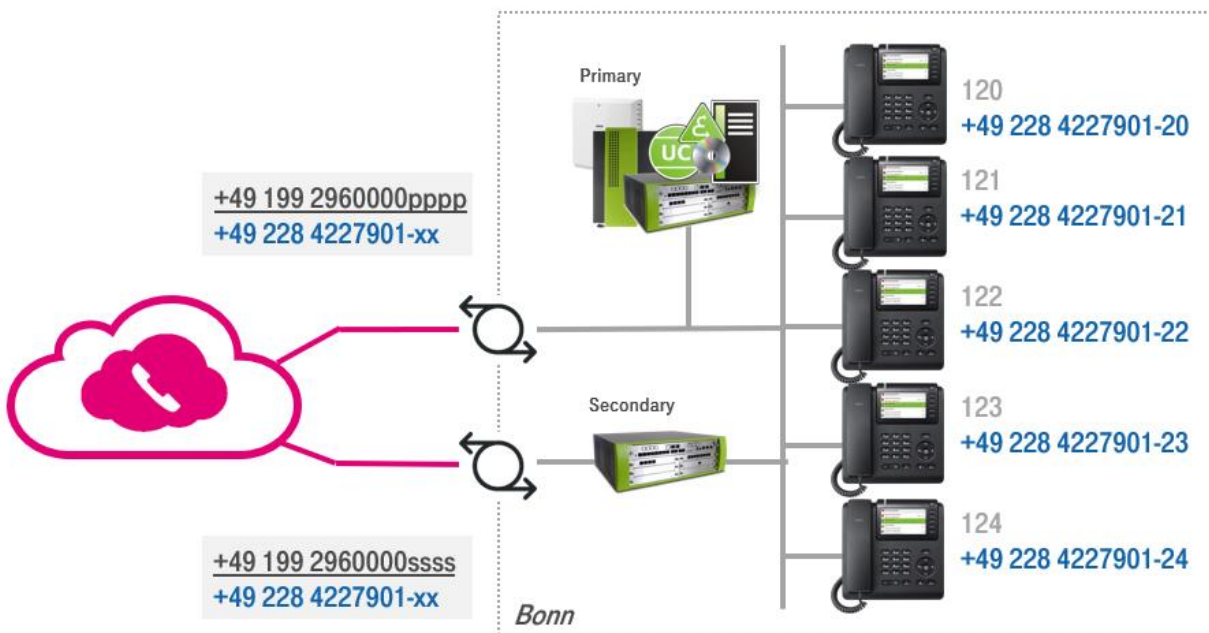 Primary
UC
+49 199 2960000pppp
+49 228 4227901-xx
120
+49 228 4227901-20
121
+49 228 4227901-21
122
+49 228 4227901-22
Secondary
123
+49 228 4227901-23
124
+49 228 4227901-24
+49 199 2960000ssss
+49 228 4227901-xx
Bonn